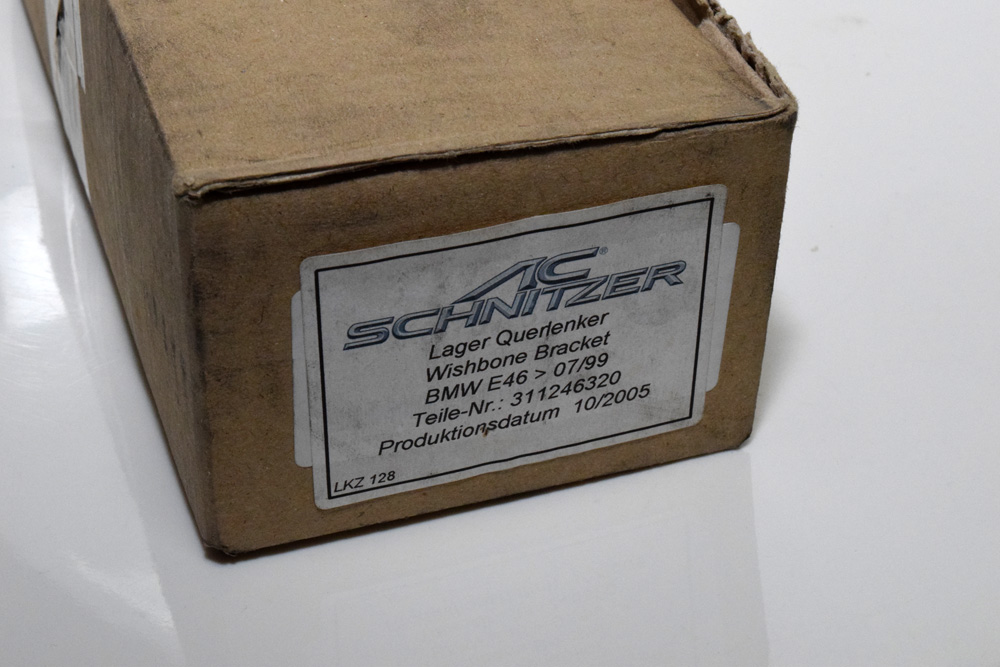 AC®
SCHNITZER
Lager Querlenker
Wishbone Bracket
BMW E46 > 07/99
Teile-Nr.: 311246320
Produktionsdatum 10/2005
LKZ 128